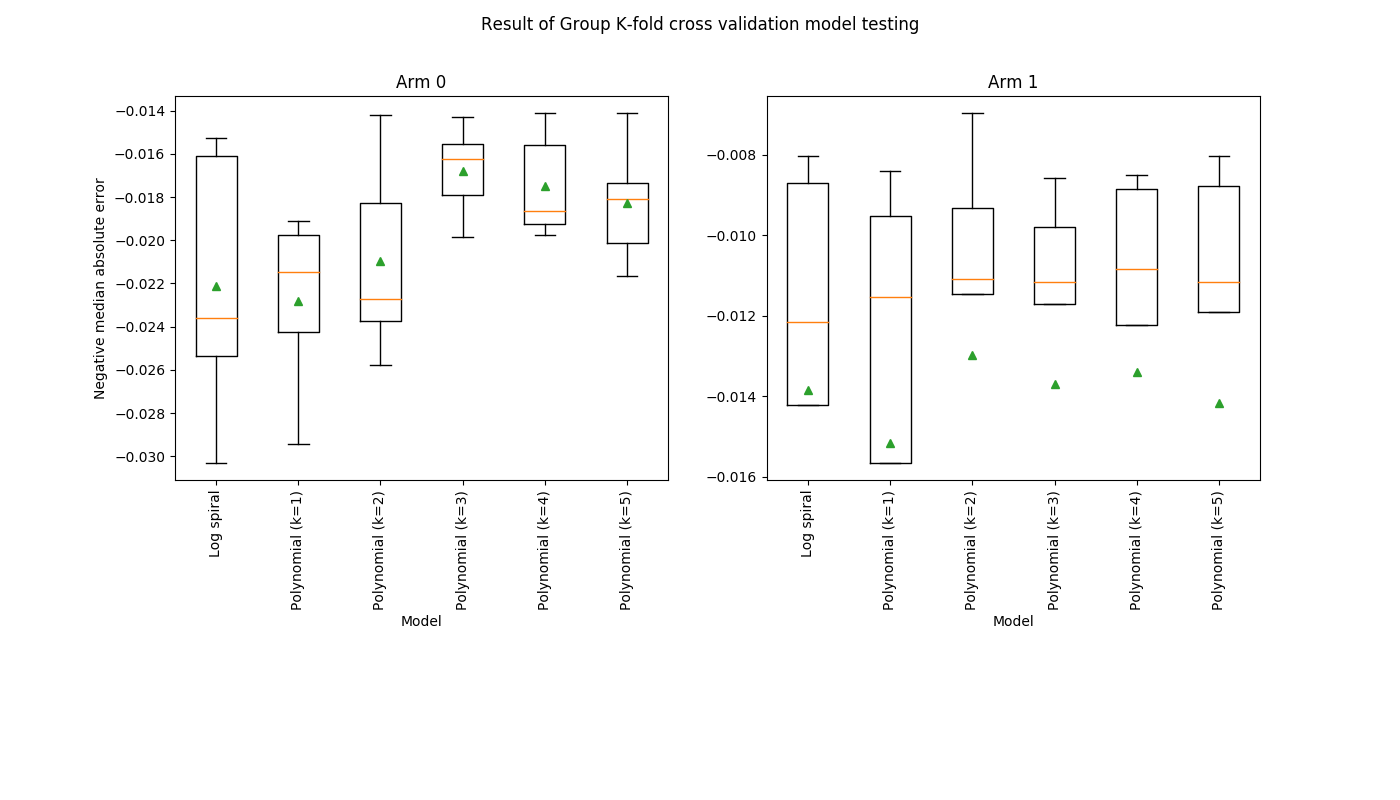 Result of Group K-fold cross validation model testing
Arm 0
Negative median absolute error
−0.014
−0.016
−0.018
−0.020
−0.022
−0.024
−0.026
−0.028
−0.030
Log spiral
Polynomial (k=1)
Polynomial (k=2)
Polynomial (k=3)
Polynomial (k=4)
Polynomial (k=5)
Model
Arm 1
−0.008
−0.010
−0.012
−0.014
−0.016
Log spiral
Polynomial (k=1)
Polynomial (k=2)
Polynomial (k=3)
Polynomial (k=4)
Polynomial (k=5)
Model